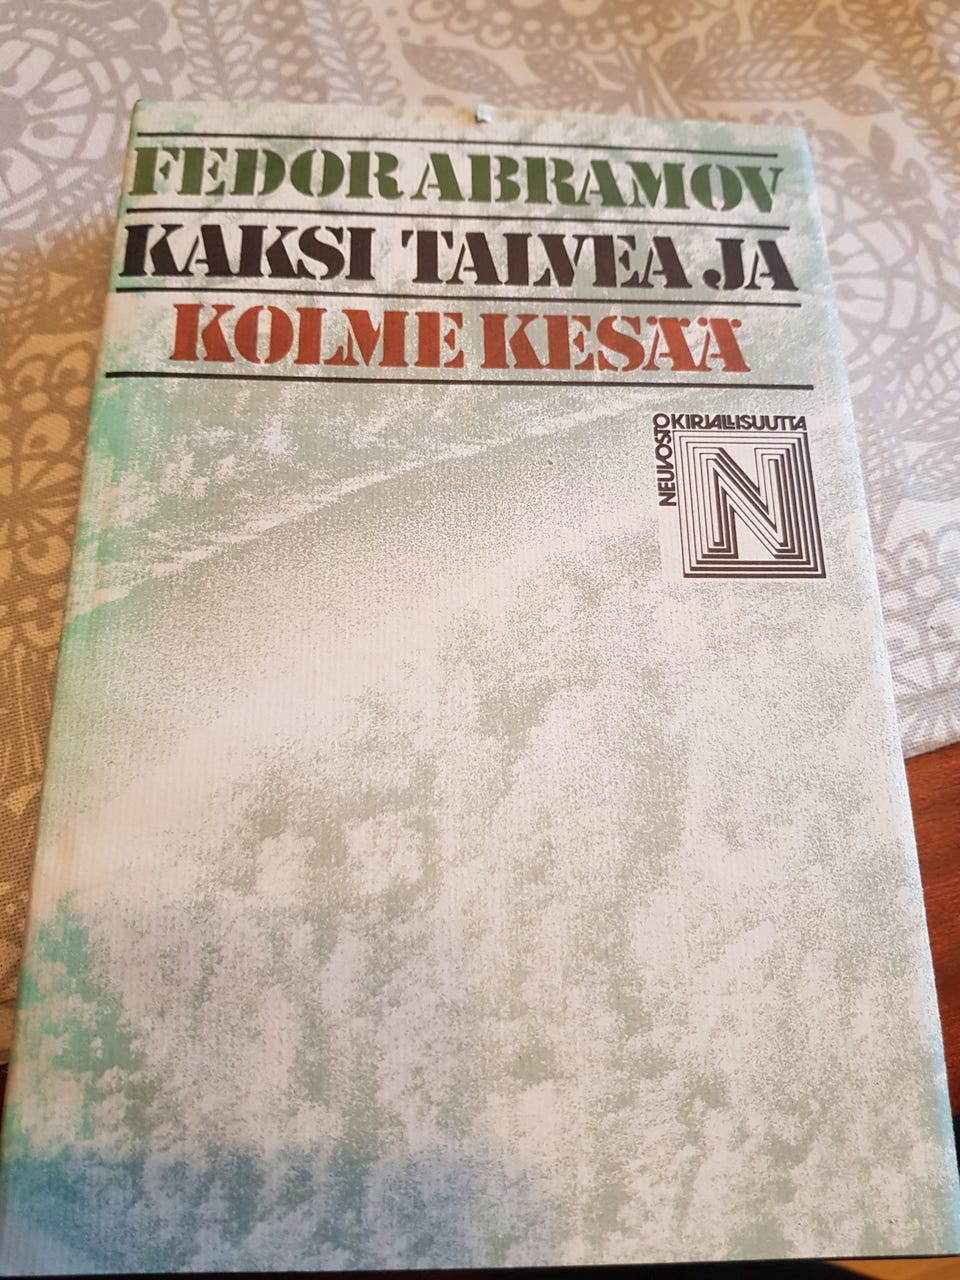 FEDOR ABRAMOV
KAKSI TALVEA JA
KOLME KESÄÄ
NEUVOSTO
KIRJALLISUUTTA
N